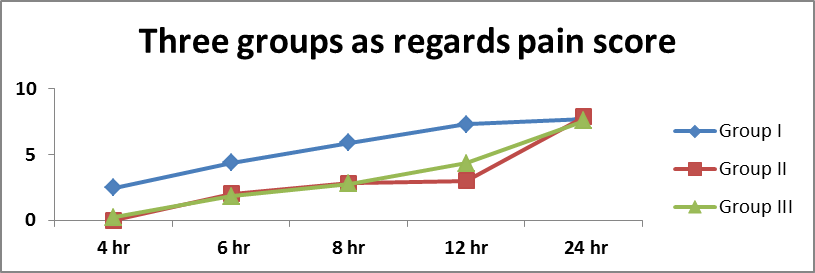 Three groups as regards pain score
10
5
0
4 hr
6 hr
8 hr
12 hr
24 hr
Group I
Group II
Group III